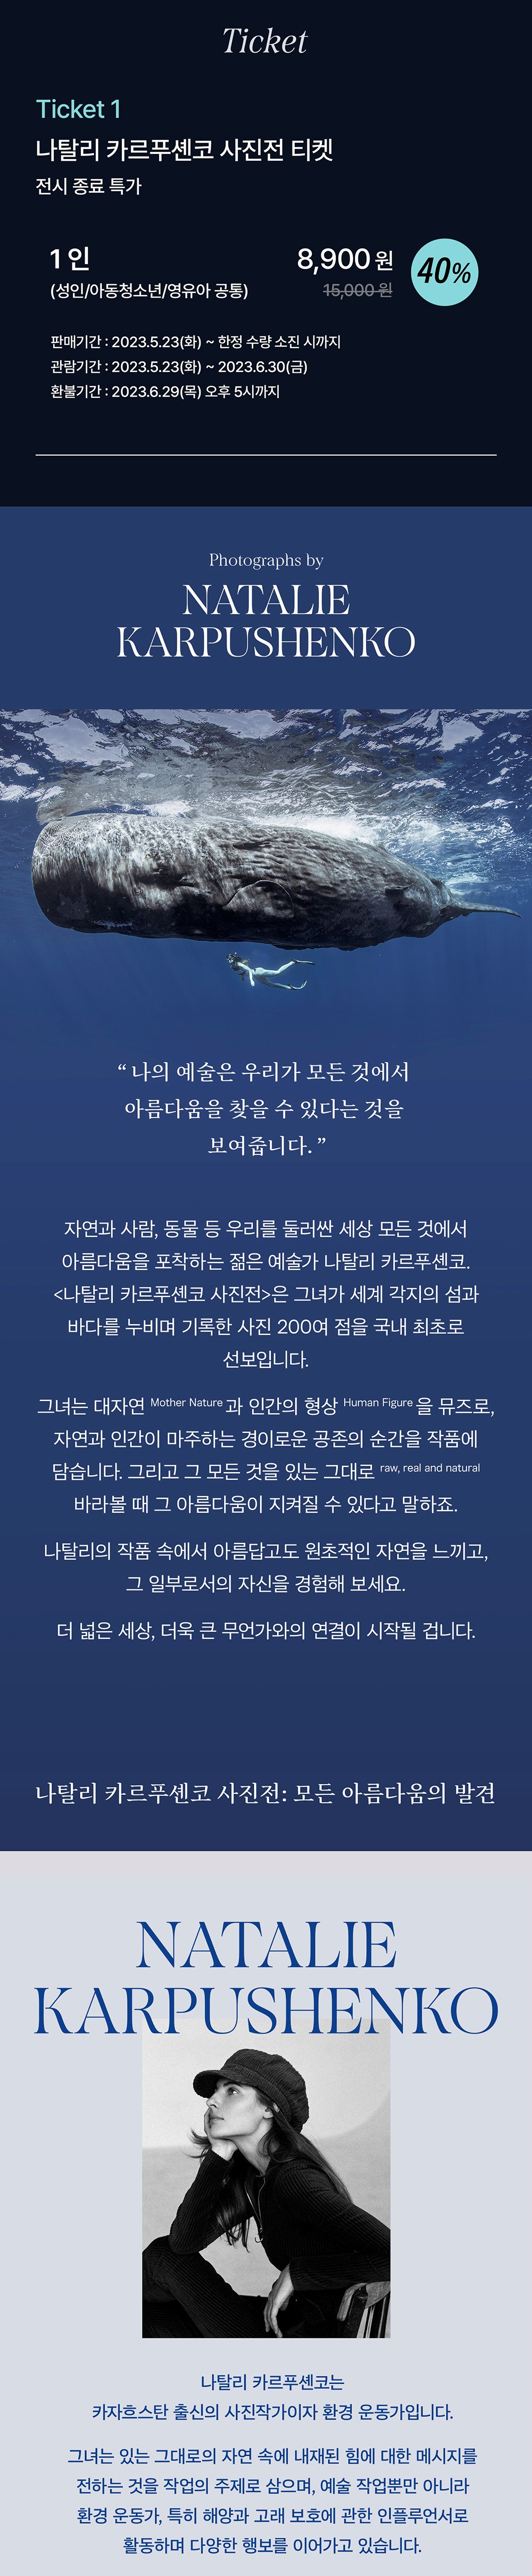 Ticket
Ticket 1
나탈리 카르푸셴코 사진전 티켓
전시 종료 특가
1인
8,900원
40%
(성인/아동청소년/영유아 공통)
15,000 원
판매기간 : 2023.5.23(화) ~ 한정 수량 소진 시까지
관람기간 : 2023.5.23(화) ~ 2023.6.30(금)
환불기간 : 2023.6.29(목) 오후 5시까지
Photographs by
NATALIE
KARPUSHENKO
“ 나의 예술은 우리가 모든 것에서
아름다움을 찾을 수 있다는 것을
보여줍니다. ”
자연과 사람, 동물 등 우리를 둘러싼 세상 모든 것에서
아름다움을 포착하는 젊은 예술가 나탈리 카르푸셴코.
<나탈리 카르푸셴코 사진전>은 그녀가 세계 각지의 섬과
바다를 누비며 기록한 사진 200여 점을 국내 최초로
선보입니다.
그녀는 대자연 Mother Nature 과 인간의 형상 Human Figure 을 뮤즈로,
자연과 인간이 마주하는 경이로운 공존의 순간을 작품에
담습니다. 그리고 그 모든 것을 있는 그대로 raw, real and natural
바라볼 때 그 아름다움이 지켜질 수 있다고 말하죠.
나탈리의 작품 속에서 아름답고도 원초적인 자연을 느끼고,
그 일부로서의 자신을 경험해 보세요.
더 넓은 세상, 더욱 큰 무언가와의 연결이 시작될 겁니다.
나탈리 카르푸셴코 사진전: 모든 아름다움의 발견
NATALIE
KARPUSHENKO
나탈리 카르푸셴코는
카자흐스탄 출신의 사진작가이자 환경 운동가입니다.
그녀는 있는 그대로의 자연 속에 내재된 힘에 대한 메시지를
전하는 것을 작업의 주제로 삼으며, 예술 작업뿐만 아니라
환경 운동가, 특히 해양과 고래 보호에 관한 인플루언서로
활동하며 다양한 행보를 이어가고 있습니다.